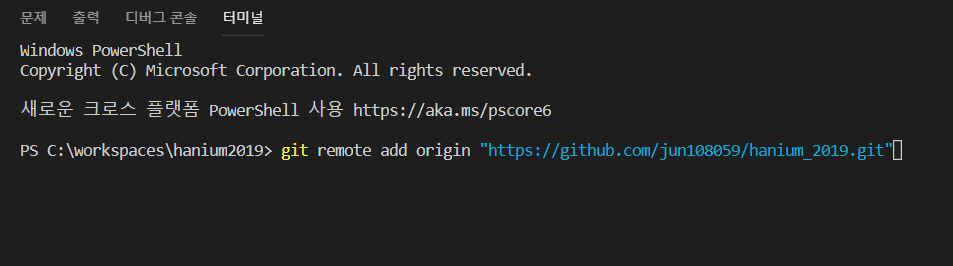 문제 출력 디버그 콘솔 터미널
Windows PowerShell
Copyright (C) Microsoft Corporation. All rights reserved.
새로운 크로스 플랫폼 PowerShell 사용 https://aka.ms/pscore6
PS C:\workspaces\hanium2019> git remote add origin "https://github.com/jun108059/hanium_2019.git"